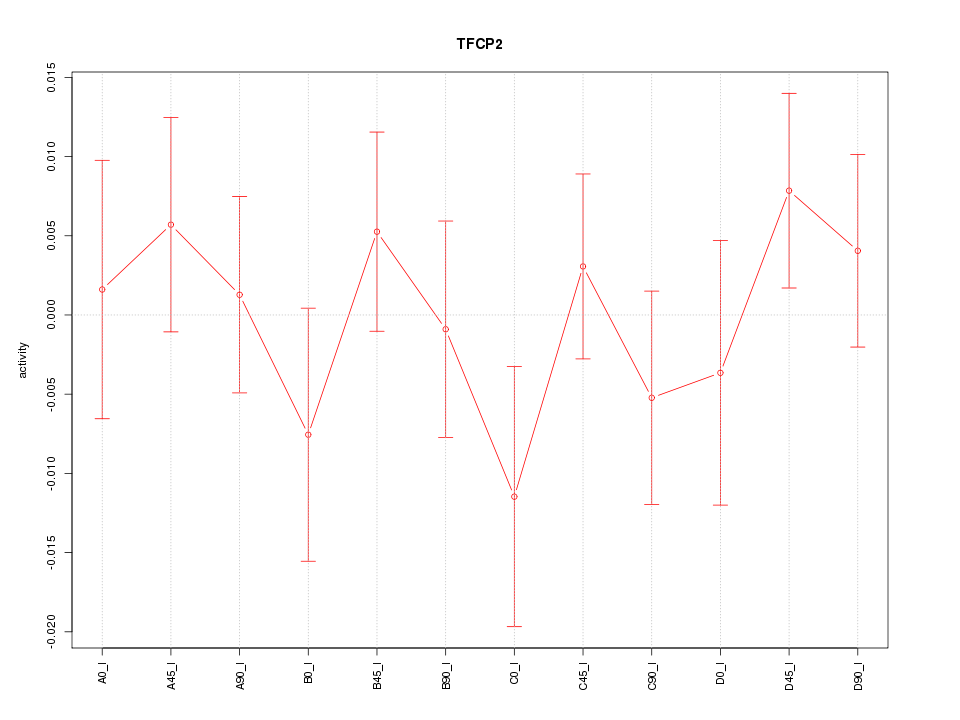 TFCP2
activity
0.015
0.010
0.005
0.000
-0.005
-0.010
-0.015
-0.020
A0_I
A45_I
A90_I
B0_I
B45_I
B90_I
C0_I
C45_I
C90_I
D0_I
D45_I
D90_I